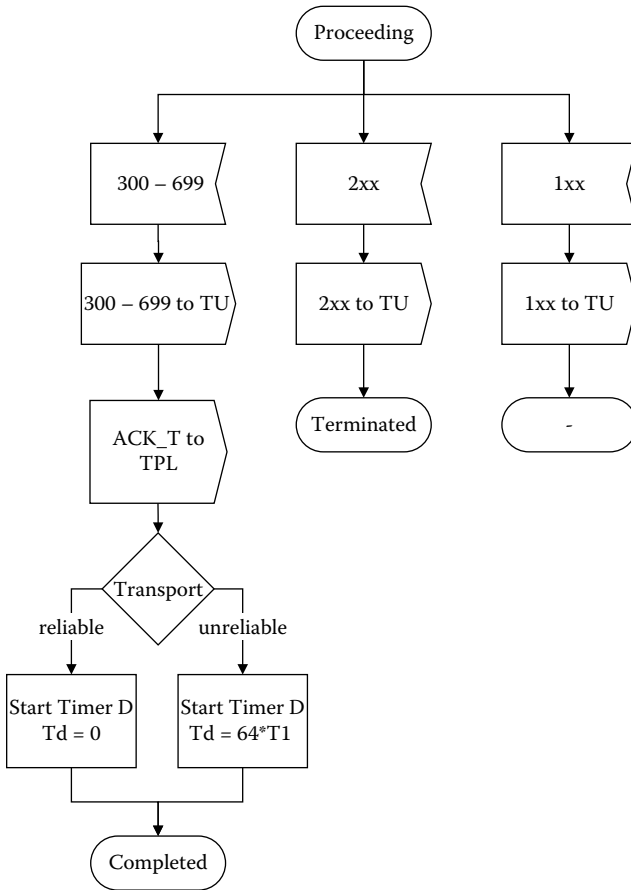 Proceeding
300 – 699
2xx
1xx
300 – 699 to TU
2xx to TU
1xx to TU
ACK_T to
TPL
Terminated
-
Transport
reliable
unreliable
Start Timer D
Td = 0
Start Timer D
Td = 64*T1
Completed